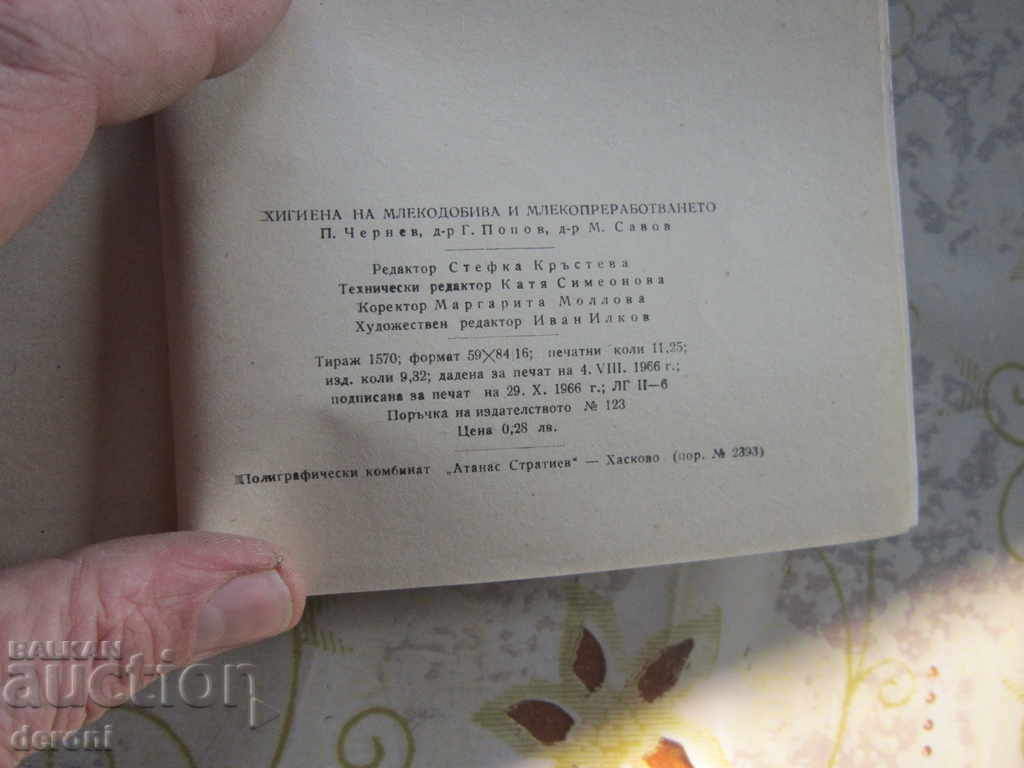 ХИГИЕНА НА МЛЕКОДОБИВА И МЛЕКОПРЕРАБОТВАНЕТО
П. Чернев, д-р Г. Попов, д-р М. Савов
Редактор Стефка Кръстева
Технически редактор Катя Симеонова
Коректор Маргарита Моллова
Художествен редактор Иван Илков
Тираж 1570; формат 59×84/16; печатни коли 11,25;
изд. коли 9,32; дадена за печат на 4. VIII. 1966 г.;
подписана за печат на 29. X. 1966 г.; ЛГ II—6
Поръчка на издателството № 123
Цена 0,28 лв.
Полиграфически комбинат „Атанас Стратиев“ — Хасково (пор. № 2393)
BALKAN
auction
deroni